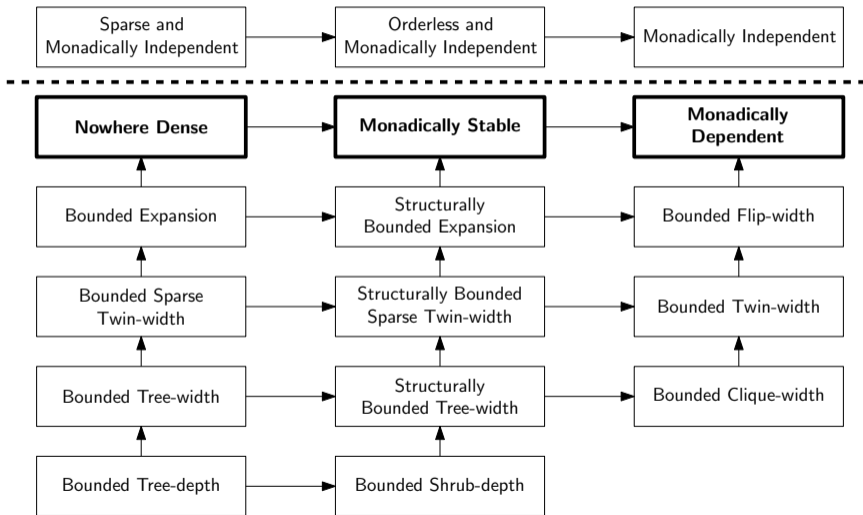 Sparse and
Monadically Independent
Orderless and
Monadically Independent
Monadically Independent
Nowhere Dense
Monadically Stable
Monadically
Dependent
Bounded Expansion
Structurally
Bounded Expansion
Bounded Flip-width
Bounded Sparse
Twin-width
Structurally Bounded
Sparse Twin-width
Bounded Twin-width
Bounded Tree-width
Structurally
Bounded Tree-width
Bounded Clique-width
Bounded Tree-depth
Bounded Shrub-depth